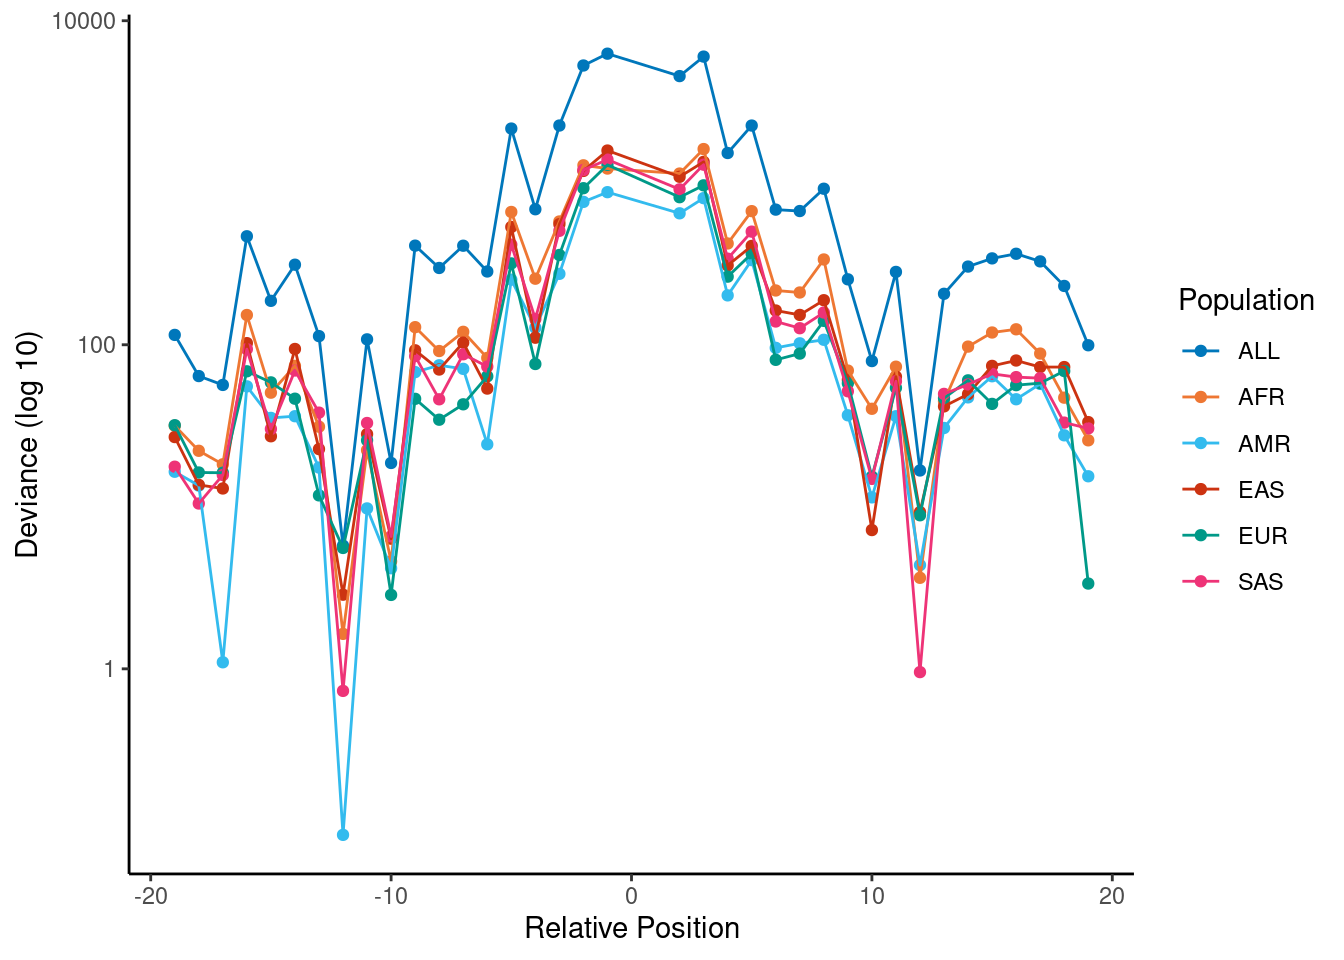 10000
100
1
Deviance (log 10)
-20
-10
0
10
20
Relative Position
Population
ALL
AFR
AMR
EAS
EUR
SAS